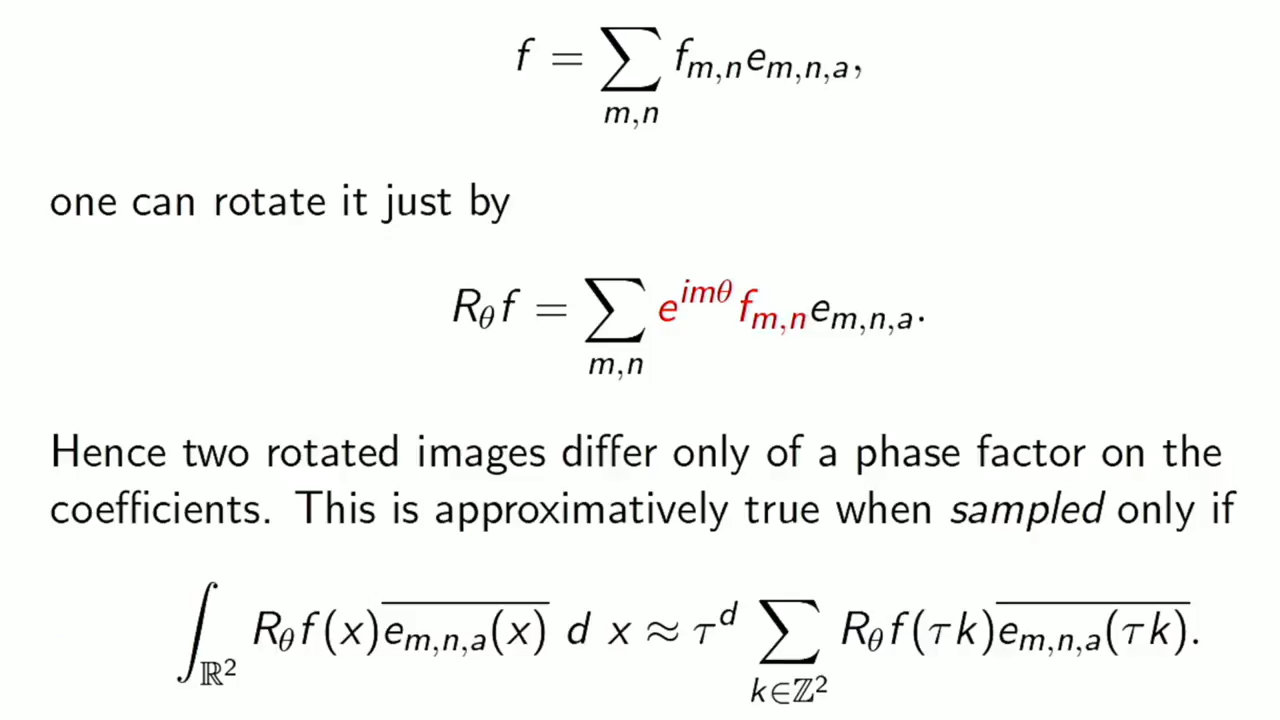 f = ∑_{m,n} f_{m,n} e_{m,n,a},
one can rotate it just by
R_θ f = ∑_{m,n} e^{imθ} f_{m,n} e_{m,n,a}.
Hence two rotated images differ only of a phase factor on the
coefficients. This is approximatively true when sampled only if
∫_{ℝ²} R_θ f(x) \overline{e_{m,n,a}(x)} d x ≈ τ^d ∑_{k∈ℤ²} R_θ f(τk) \overline{e_{m,n,a}(τk)}.